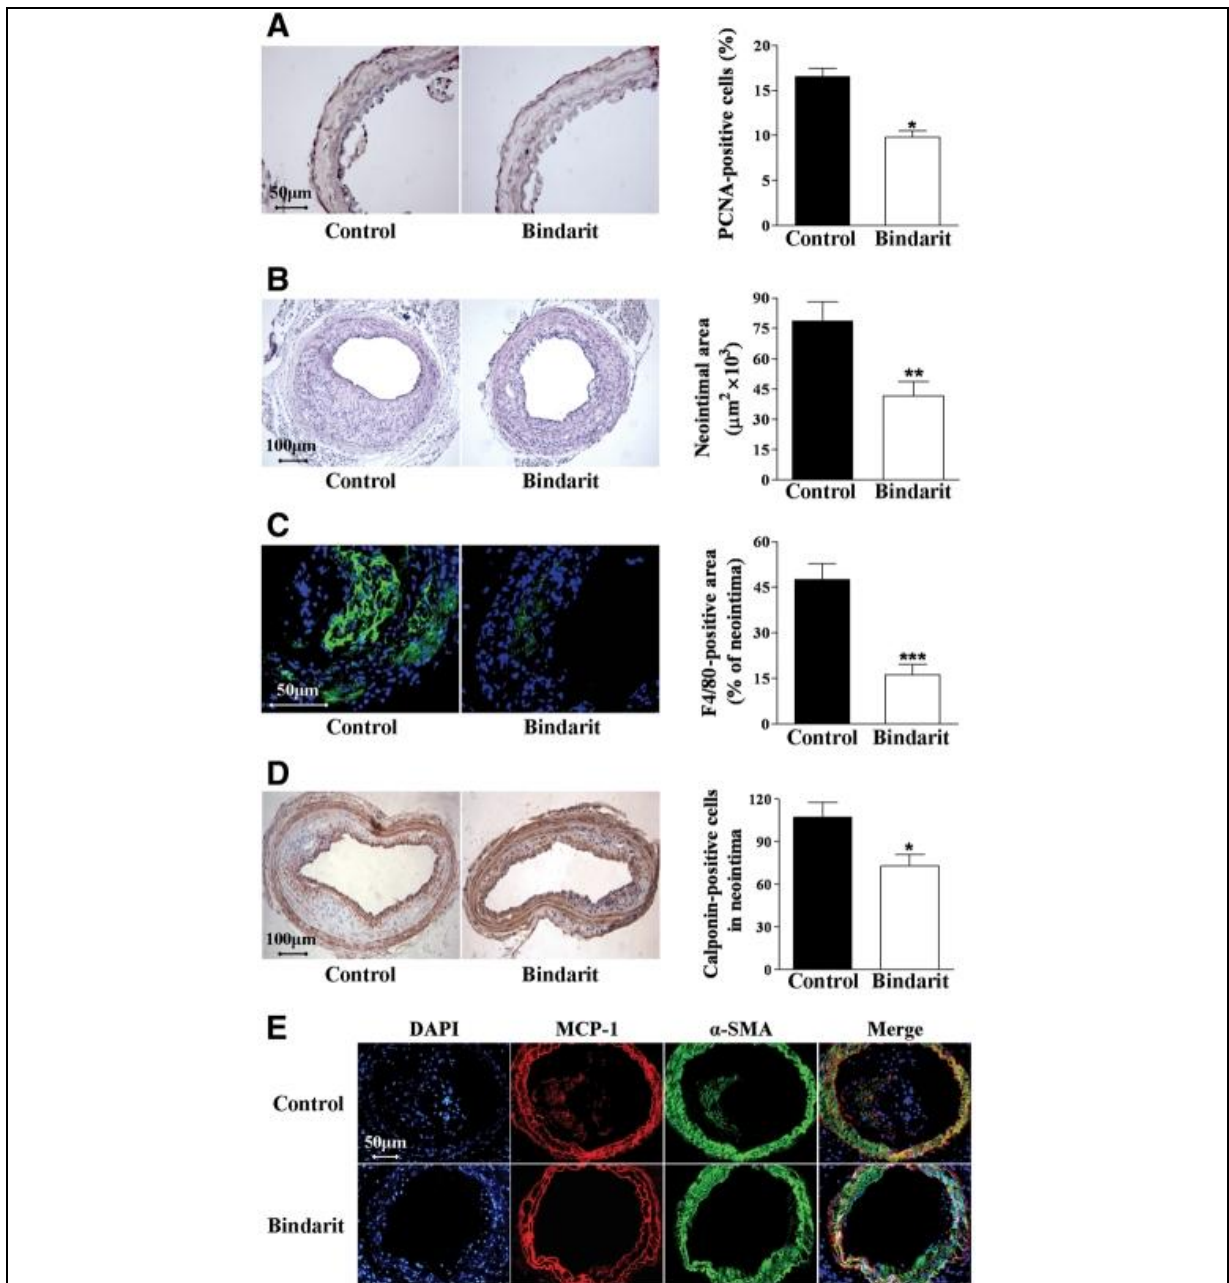 A
50μm
Control
Bindarit
PCNA-positive cells (%)
20
15
10
5
0
*
Control
Bindarit
B
100μm
Control
Bindarit
Neointimal area
(μm² × 10³)
90
75
60
45
30
15
0
**
Control
Bindarit
C
50μm
Control
Bindarit
F4/80-positive area
(% of neointima)
60
45
30
15
0
***
Control
Bindarit
D
100μm
Control
Bindarit
Calponin-positive cells
in neointima
120
90
60
30
0
*
Control
Bindarit
E
DAPI
MCP-1
α-SMA
Merge
Control
50μm
Bindarit